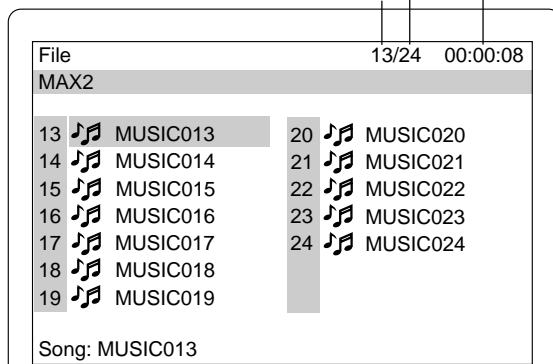 File 13/24 00:00:08
MAX2
13 MUSIC013
14 MUSIC014
15 MUSIC015
16 MUSIC016
17 MUSIC017
18 MUSIC018
19 MUSIC019
20 MUSIC020
21 MUSIC021
22 MUSIC022
23 MUSIC023
24 MUSIC024
Song: MUSIC013